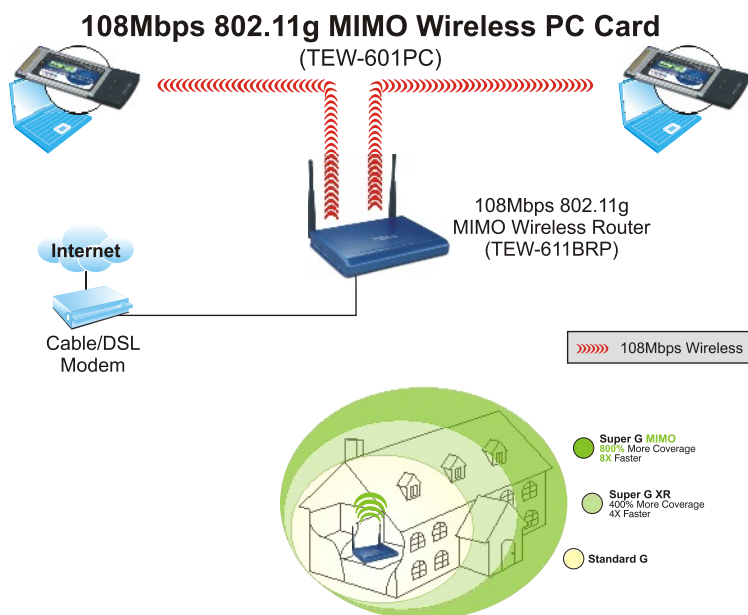 108Mbps 802.11g MIMO Wireless PC Card
(TEW-601PC)
108Mbps 802.11g
MIMO Wireless Router
(TEW-611BRP)
Internet
Cable/DSL
Modem
108Mbps Wireless
Super G MIMO
800% More Coverage
8X Faster
Super G XR
400% More Coverage
4X Faster
Standard G